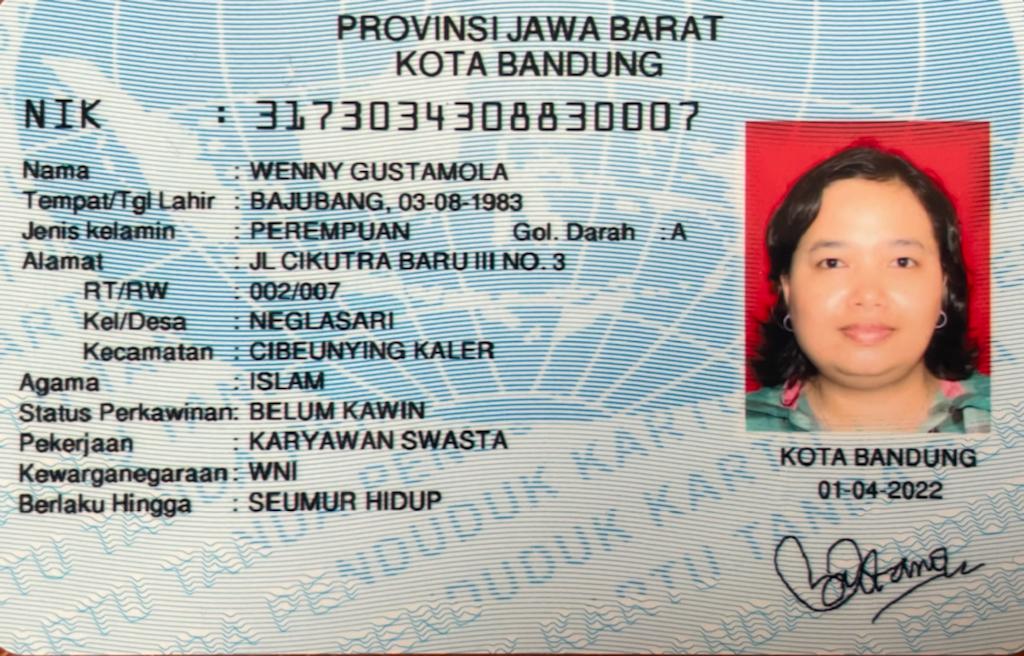 PROVINSI JAWA BARAT
KOTA BANDUNG
NIK : 3173034308830007
Nama : WENNY GUSTAMOLA
Tempat/Tgl Lahir : BAJUBANG, 03-08-1983
Jenis kelamin : PEREMPUAN Gol. Darah : A
Alamat : JL CIKUTRA BARU III NO. 3
RT/RW : 002/007
Kel/Desa : NEGLASARI
Kecamatan : CIBEUNYING KALER
Agama : ISLAM
Status Perkawinan: BELUM KAWIN
Pekerjaan : KARYAWAN SWASTA
Kewarganegaraan: WNI
Berlaku Hingga : SEUMUR HIDUP
KOTA BANDUNG
01-04-2022